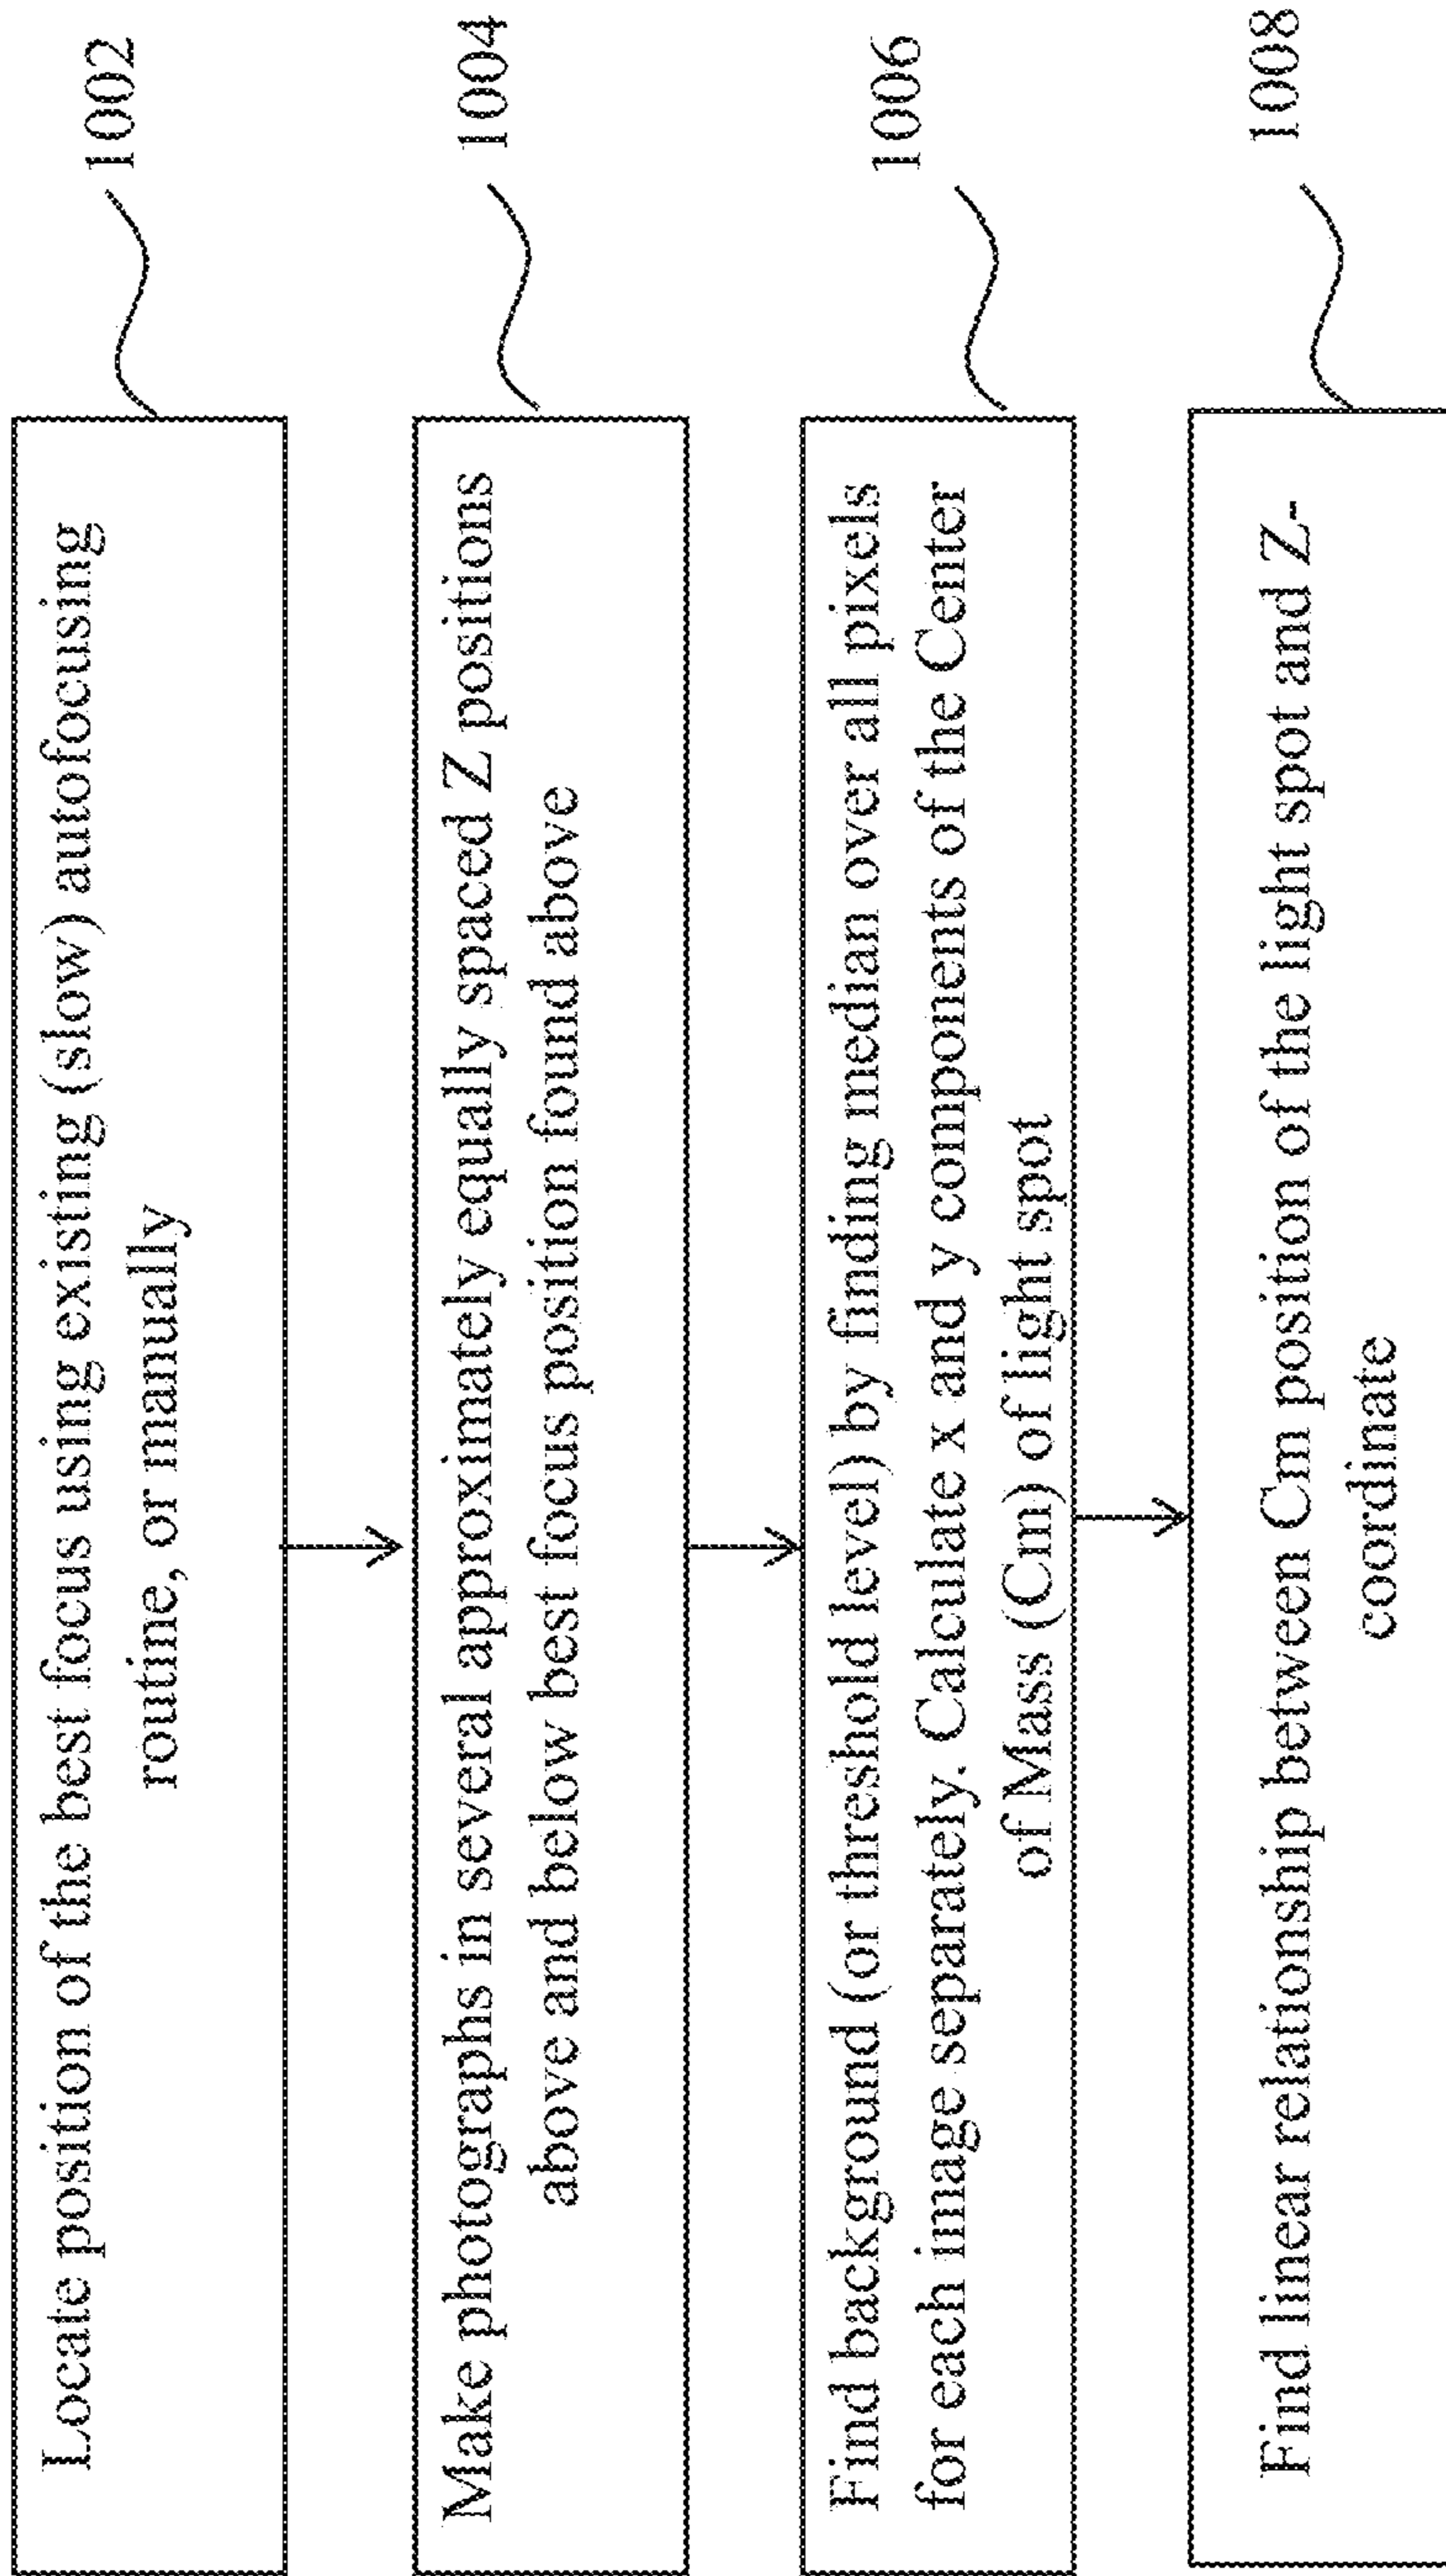 Locate position of the best focus using existing (slow) autofocusing
routine, or manually
1002
Make photographs in several approximately equally spaced Z positions
above and below best focus position found above
1004
Find background (or threshold level) by finding median over all pixels
for each image separately. Calculate x and y components of the Center
of Mass (Cm) of light spot
1006
Find linear relationship between Cm position of the light spot and Z-
coordinate
1008